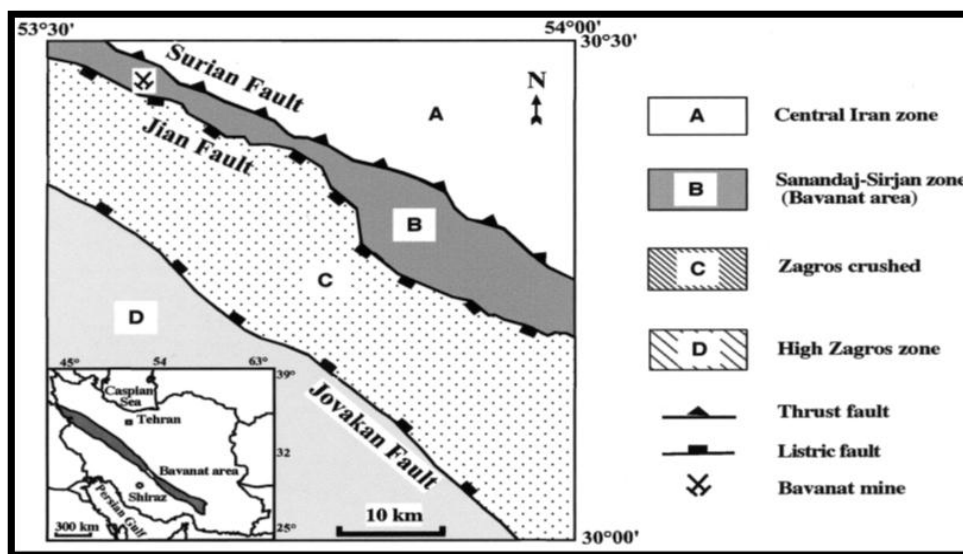 53°30'
54°00'
30°30'
Surian Fault
A
N
Jian Fault
B
C
D
Jovakan Fault
10 km
30°00'
45°
54
63°
39°
Caspian
Sea
Tehran
32
Bavanat area
Shiraz
Persian Gulf
300 km
25°
A Central Iran zone
B Sanandaj-Sirjan zone
(Bavanat area)
C Zagros crushed
D High Zagros zone
Thrust fault
Listric fault
Bavanat mine